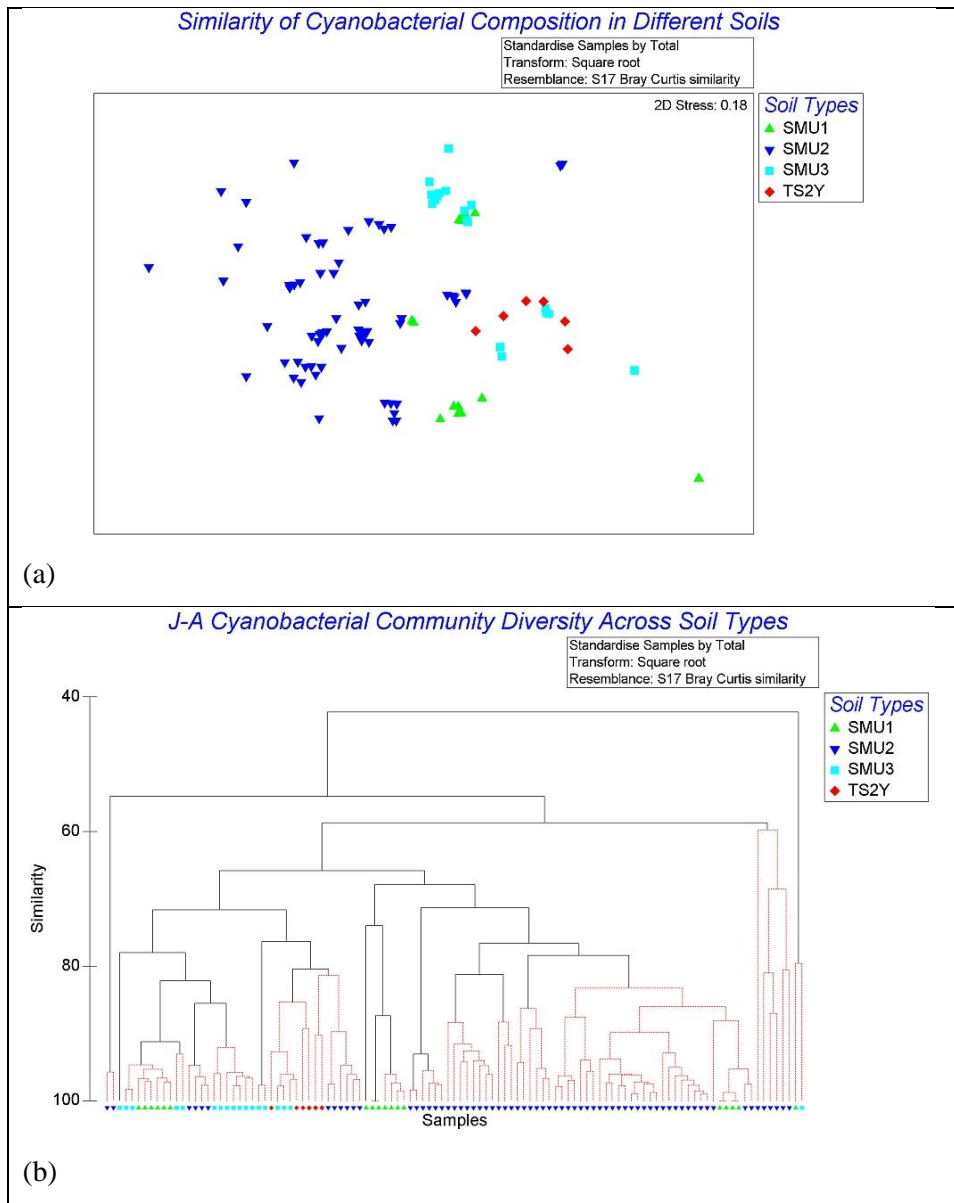 Similarity of Cyanobacterial Composition in Different Soils
Standardise Samples by Total
Transform: Square root
Resemblance: S17 Bray Curtis similarity
2D Stress: 0.18
Soil Types
SMU1
SMU2
SMU3
TS2Y
(a)
J-A Cyanobacterial Community Diversity Across Soil Types
Standardise Samples by Total
Transform: Square root
Resemblance: S17 Bray Curtis similarity
Soil Types
SMU1
SMU2
SMU3
TS2Y
40
60
80
100
Similarity
Samples
(b)